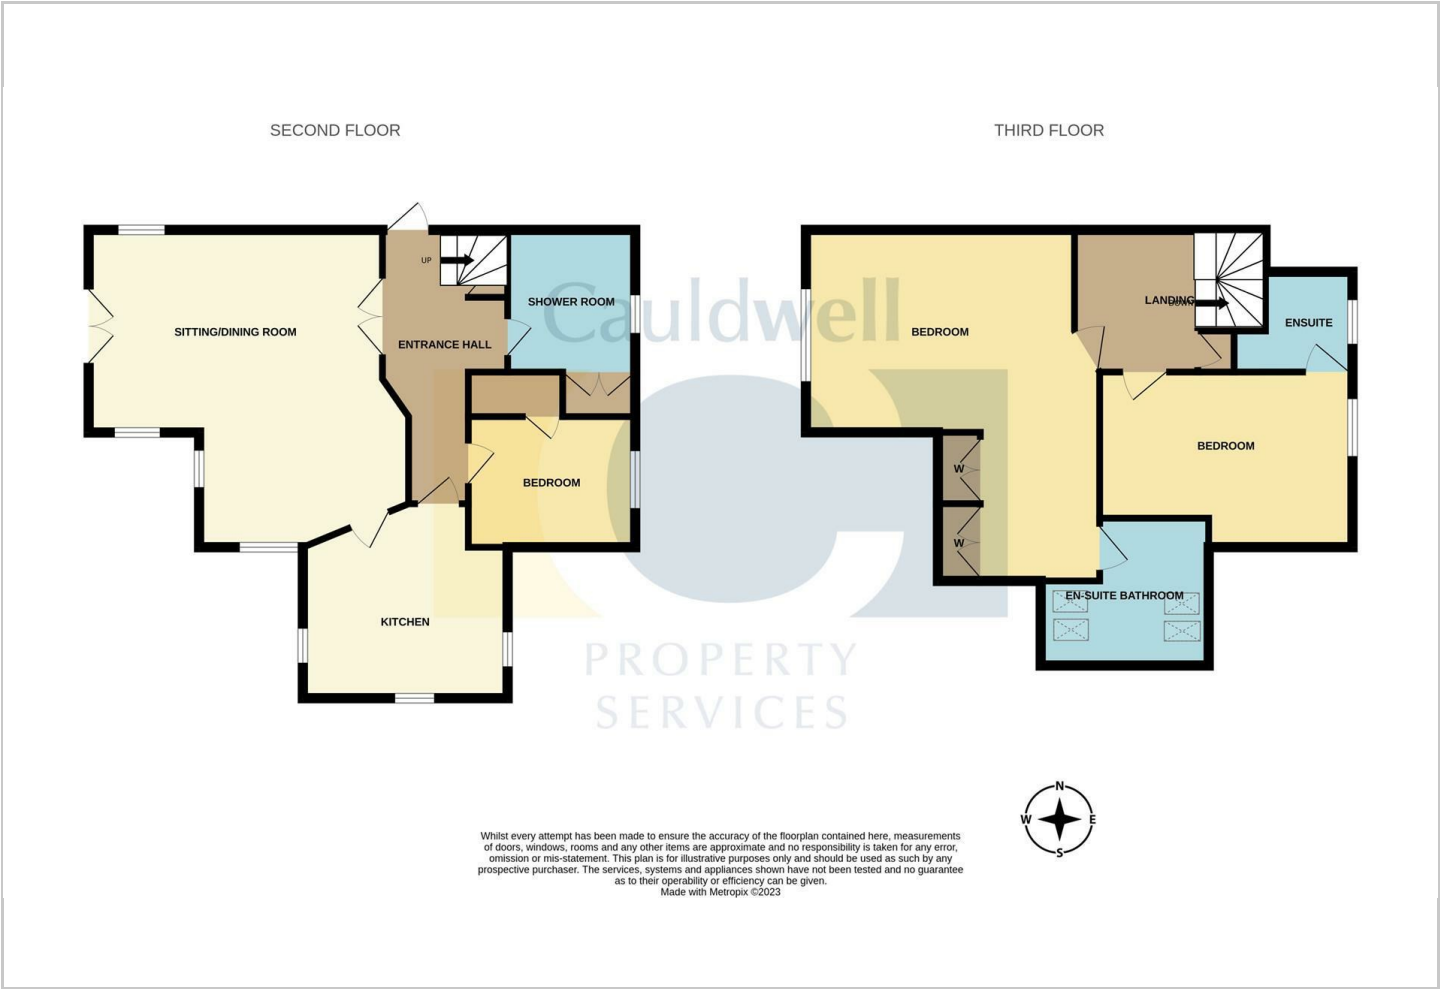 SECOND FLOOR
THIRD FLOOR
UP
SITTING/DINING ROOM
ENTRANCE HALL
SHOWER ROOM
BEDROOM
KITCHEN
BEDROOM
LANDING
DOWN
ENSUITE
BEDROOM
W
W
EN-SUITE BATHROOM
Cauldwell
PROPERTY
SERVICES
N
W
E
S
Whilst every attempt has been made to ensure the accuracy of the floorplan contained here, measurements
of doors, windows, rooms and any other items are approximate and no responsibility is taken for any error,
omission or mis-statement. This plan is for illustrative purposes only and should be used as such by any
prospective purchaser. The services, systems and appliances shown have not been tested and no guarantee
as to their operability or efficiency can be given.
Made with Metropix ©2023